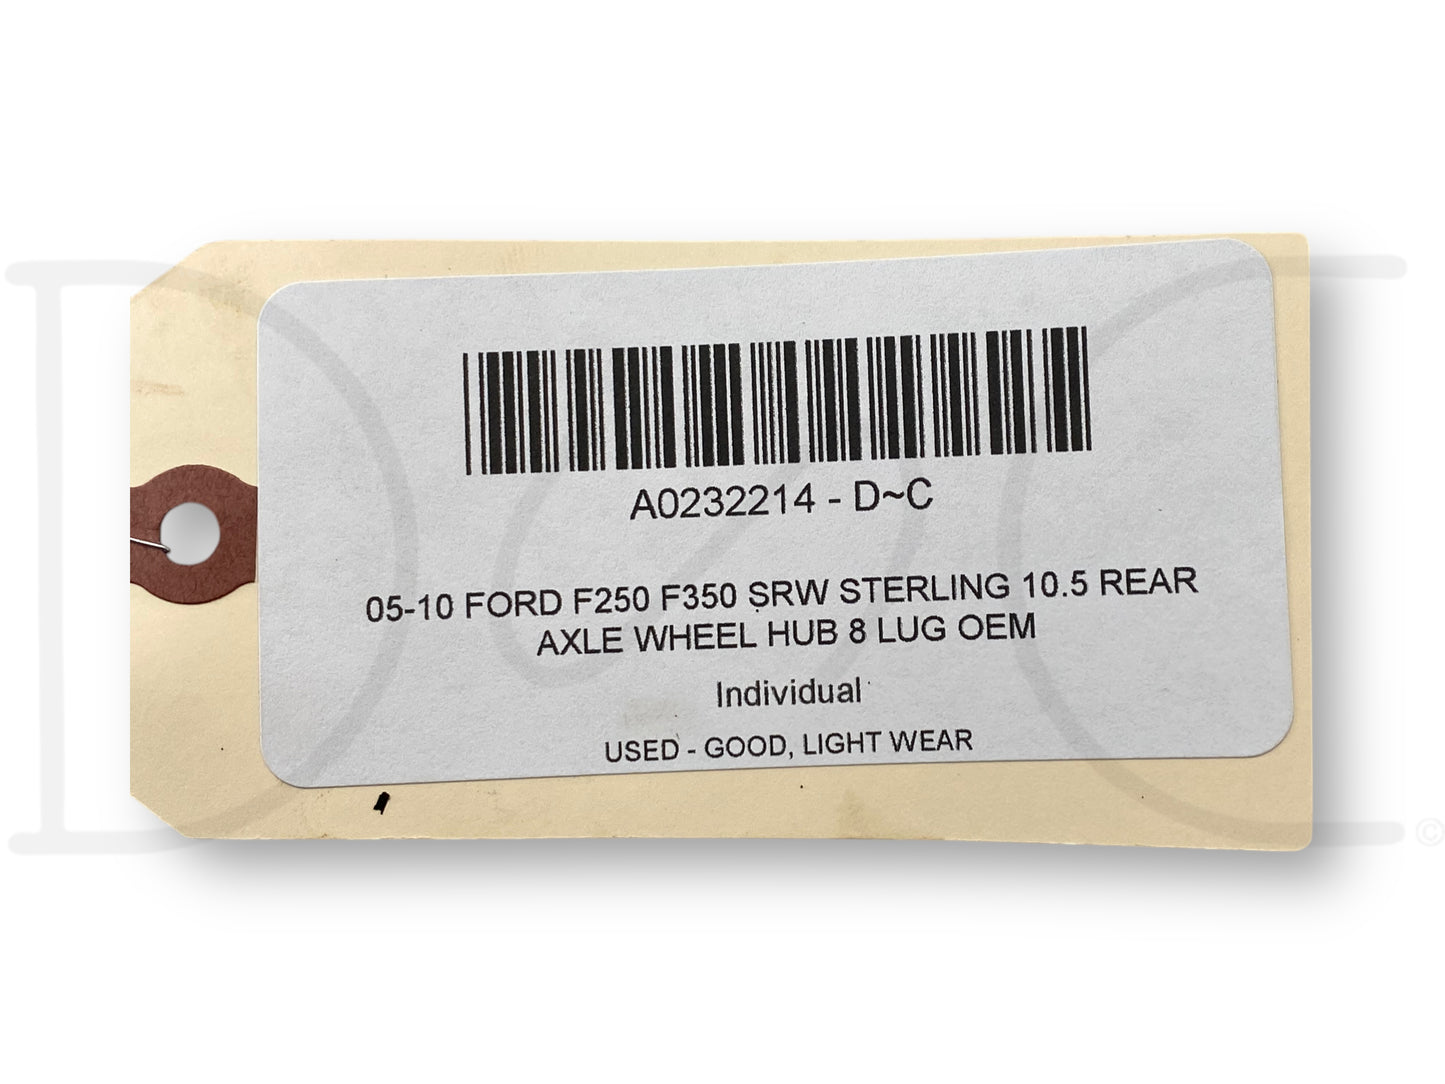 A0232214 - D~C
05-10 FORD F250 F350 SRW STERLING 10.5 REAR
AXLE WHEEL HUB 8 LUG OEM
Individual
USED - GOOD, LIGHT WEAR
©